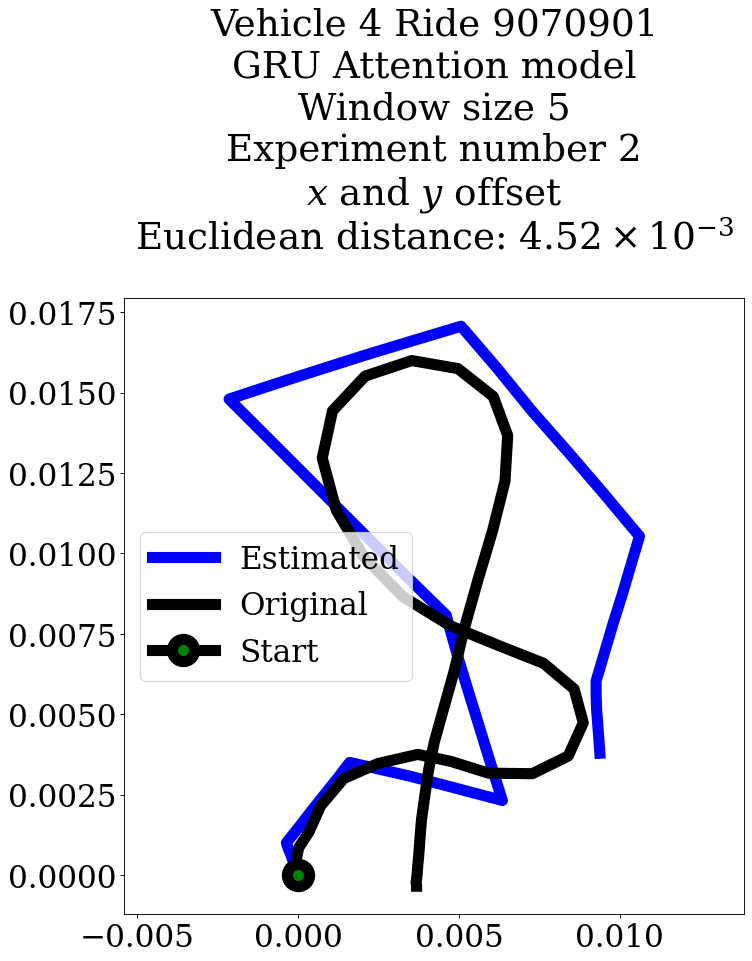 Vehicle 4 Ride 9070901
GRU Attention model
Window size 5
Experiment number 2
x and y offset
Euclidean distance: 4.52 × 10⁻³
0.0175
0.0150
0.0125
0.0100
0.0075
0.0050
0.0025
0.0000
Estimated
Original
Start
−0.005 0.000 0.005 0.010